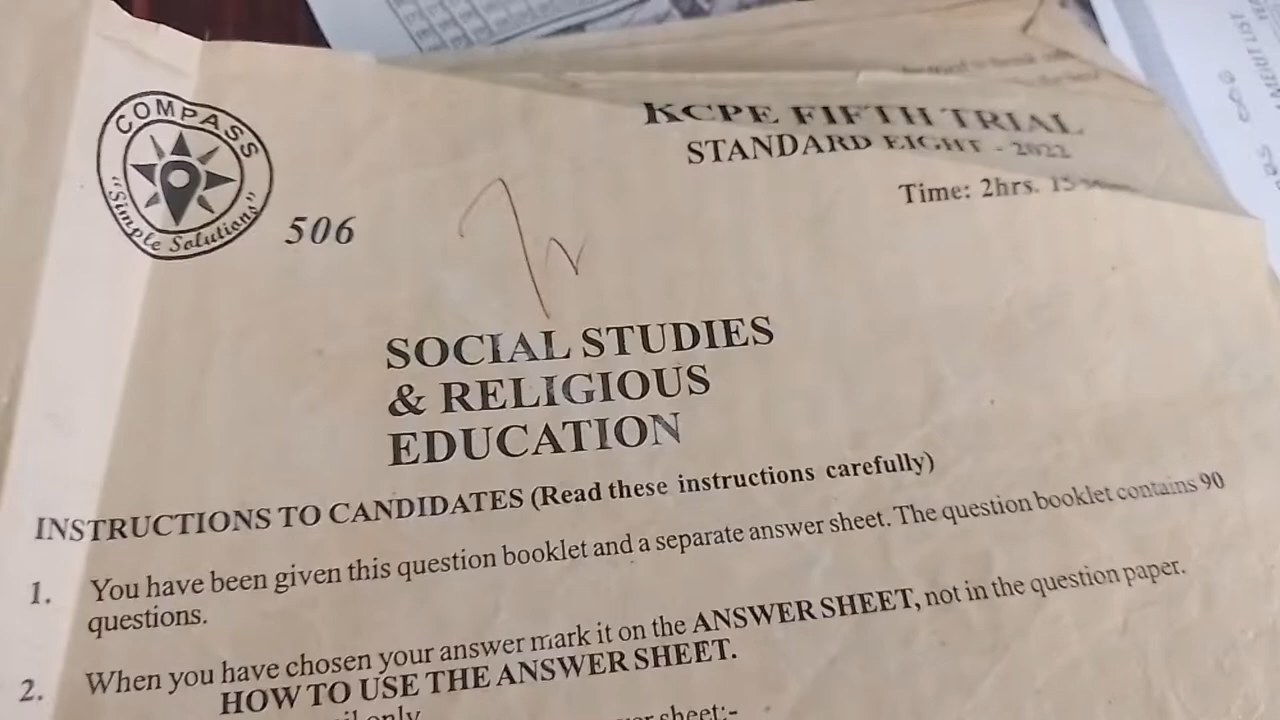 COMPASS
"Simple Solutions"
506
KCPE FIFTH TRIAL
STANDARD EIGHT - 2022
Time: 2hrs. 15
SOCIAL STUDIES
& RELIGIOUS
EDUCATION
INSTRUCTIONS TO CANDIDATES (Read these instructions carefully)
1. You have been given this question booklet and a separate answer sheet. The question booklet contains 90
questions.
2. When you have chosen your answer mark it on the ANSWER SHEET, not in the question paper.
HOW TO USE THE ANSWER SHEET.
only
sheet:-